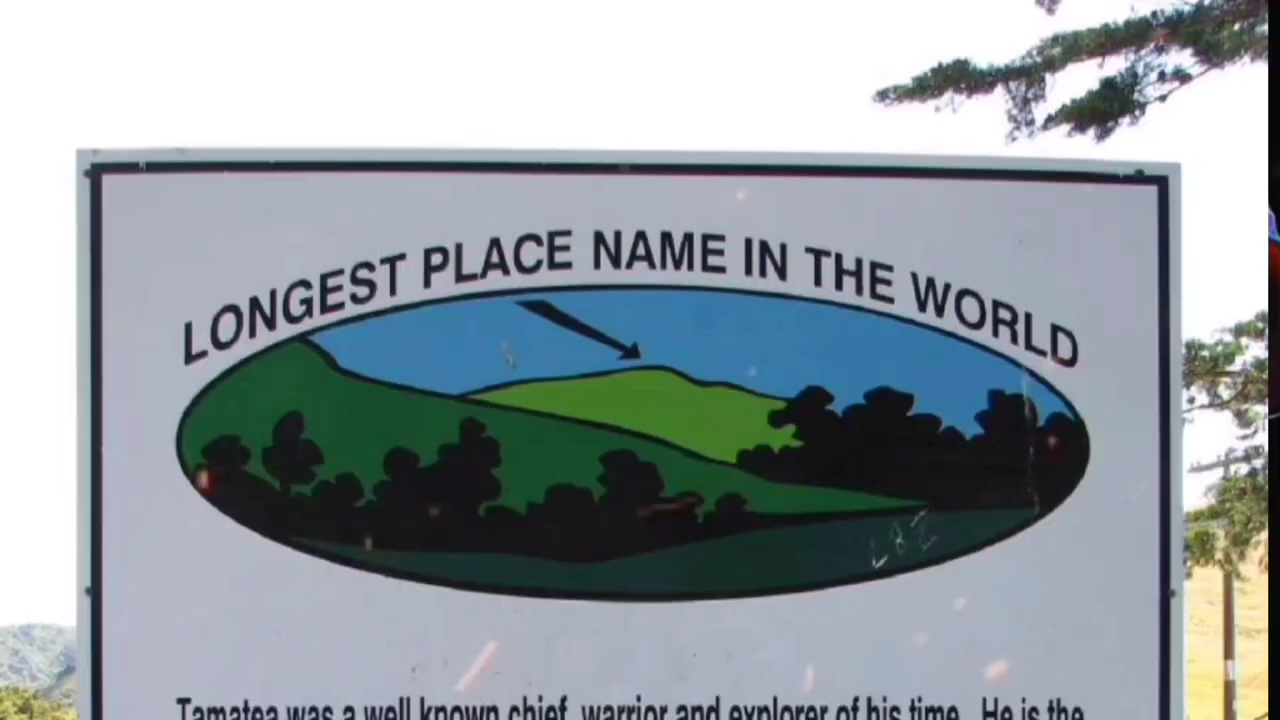 LONGEST PLACE NAME IN THE WORLD
L87
Tamatea was a well known chief, warrior and explorer of his time. He is the